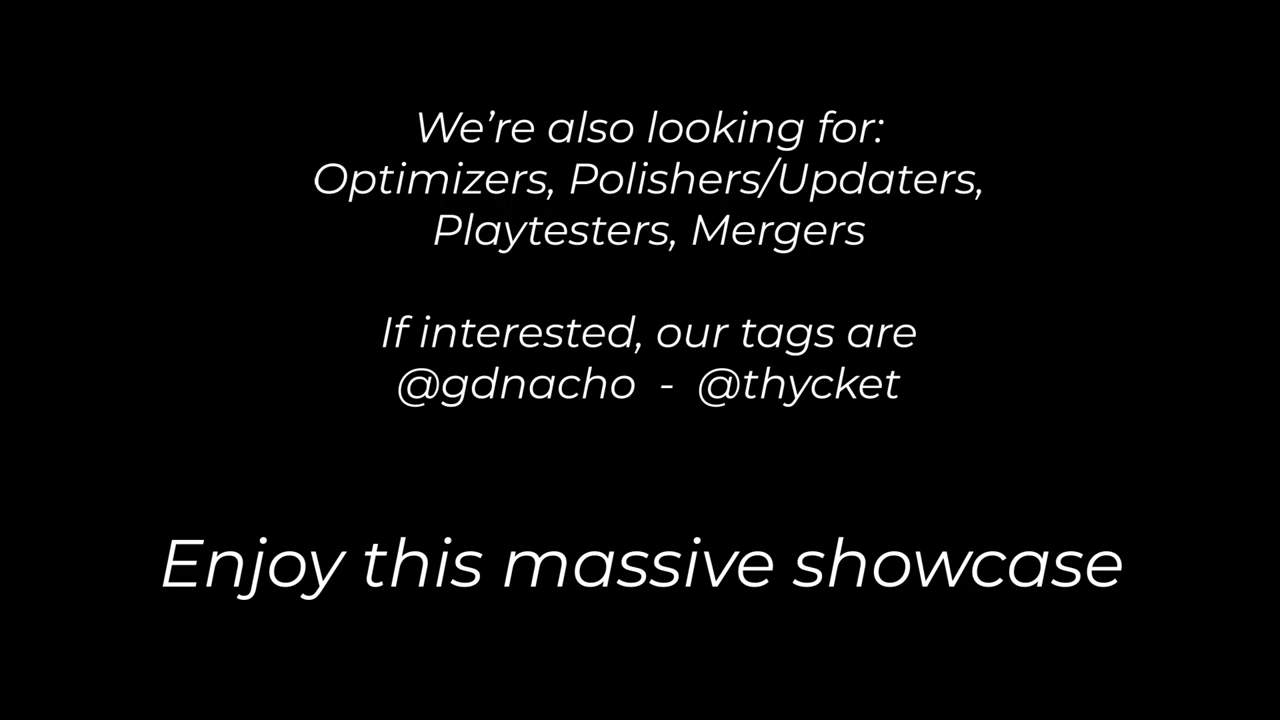 We’re also looking for:
Optimizers, Polishers/Updaters,
Playtesters, Mergers
If interested, our tags are
@gdnacho - @thycket
Enjoy this massive showcase